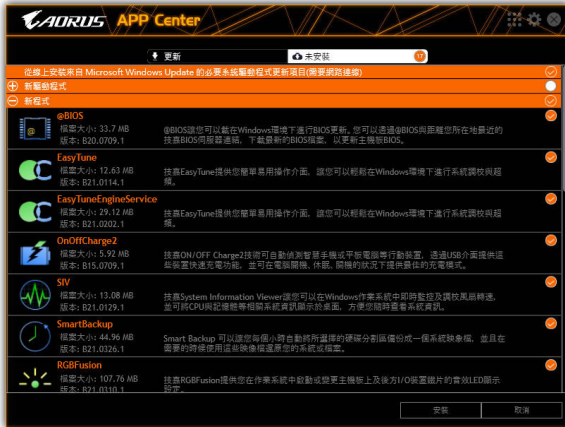 AORUS APP Center
更新
未安裝 17
從線上安裝來自 Microsoft Windows Update 的必要系統驅動程式更新項目(需要網路連線)
新驅動程式
新程式
@BIOS
檔案大小: 33.7 MB
版本: B20.0709.1
@BIOS讓您可以載在Windows環境下進行BIOS更新。您可以透過@BIOS與距離您所在地最近的
技嘉BIOS伺服器連結，下載最新的BIOS檔案，以更新主機板BIOS。
EasyTune
檔案大小: 12.63 MB
版本: B21.0114.1
技嘉EasyTune提供您簡單易用操作介面，讓您可以輕鬆在Windows環境下進行系統調校與超
頻。
EasyTuneEngineService
檔案大小: 29.12 MB
版本: B21.0202.1
技嘉EasyTune提供您簡單易用操作介面，讓您可以輕鬆在Windows環境下進行系統調校與超
頻。
OnOffCharge2
檔案大小: 5.92 MB
版本: B15.0709.1
技嘉ON/OFF Charge2技術可自動偵測智慧手機或平板電腦等行動裝置，透過USB介面提供這
些裝置快速充電功能，並可在電腦開機、休眠、關機的狀況下提供最佳的充電模式。
SIV
檔案大小: 13.08 MB
版本: B21.0129.1
技嘉System Information Viewer讓您可以在Windows作業系統中即時監控及調校風扇轉速，
並可將CPU與記憶體等相關系統資訊顯示於桌面，方便您隨時查看系統資訊。
SmartBackup
檔案大小: 44.96 MB
版本: B21.0326.1
Smart Backup 可以讓您每個小時自動將所選擇的硬碟分割區備份成一個系統映象檔，並且在
需要的時候使用這些映像檔還原您的系統或檔案。
RGBFusion
檔案大小: 107.76 MB
版本: B21.0310.1
技嘉RGBFusion提供您在作業系統中啟動或變更主機板上及後方I/O裝置鐵片的音效LED顯示
設定。
安裝
取消